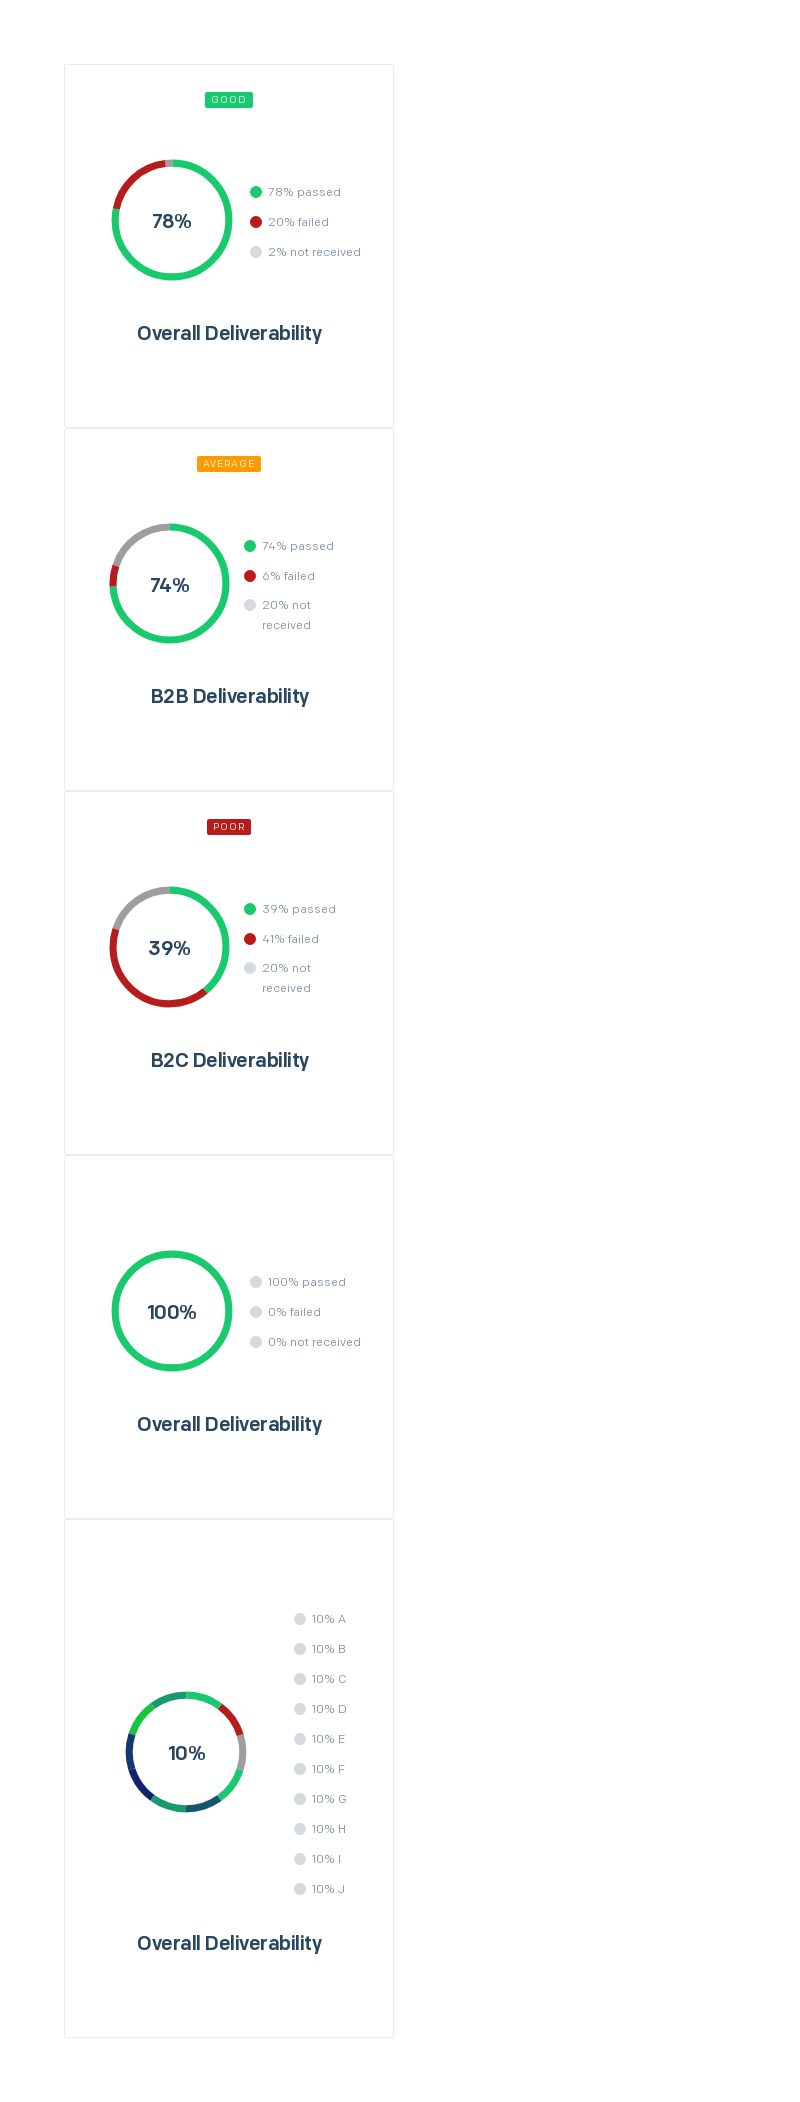 GOOD
78%
78% passed
20% failed
2% not received
Overall Deliverability
AVERAGE
74%
74% passed
6% failed
20% not
received
B2B Deliverability
POOR
39%
39% passed
41% failed
20% not
received
B2C Deliverability
100%
100% passed
0% failed
0% not received
Overall Deliverability
10%
10% A
10% B
10% C
10% D
10% E
10% F
10% G
10% H
10% I
10% J
Overall Deliverability